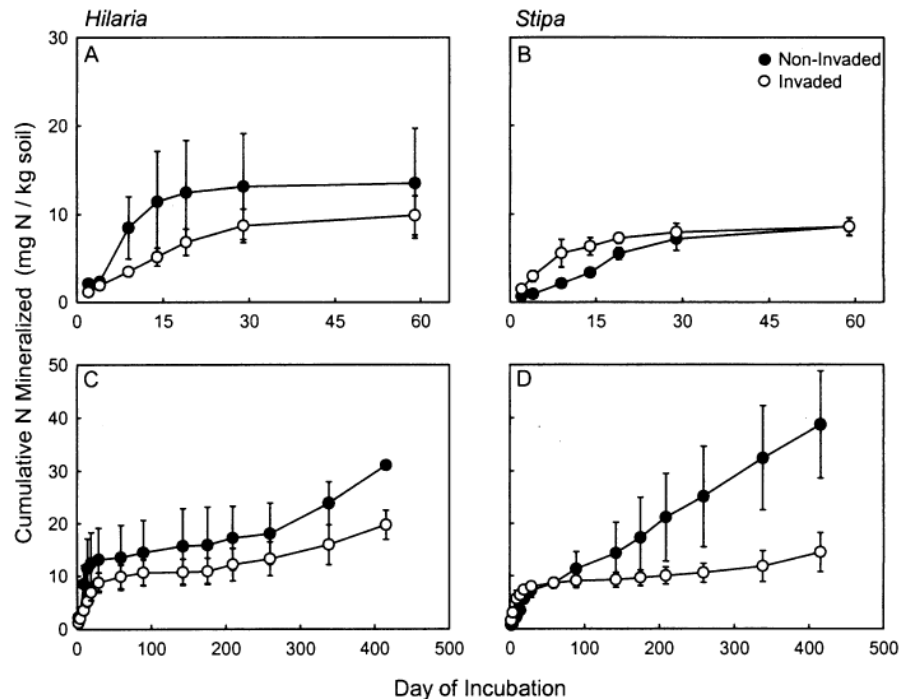 Hilaria
Stipa
30
20
10
0
A
0 15 30 45 60
B
Non-Invaded
Invaded
0 15 30 45 60
Cumulative N Mineralized (mg N / kg soil)
50
40
30
20
10
0
C
0 100 200 300 400 500
D
0 100 200 300 400 500
Day of Incubation